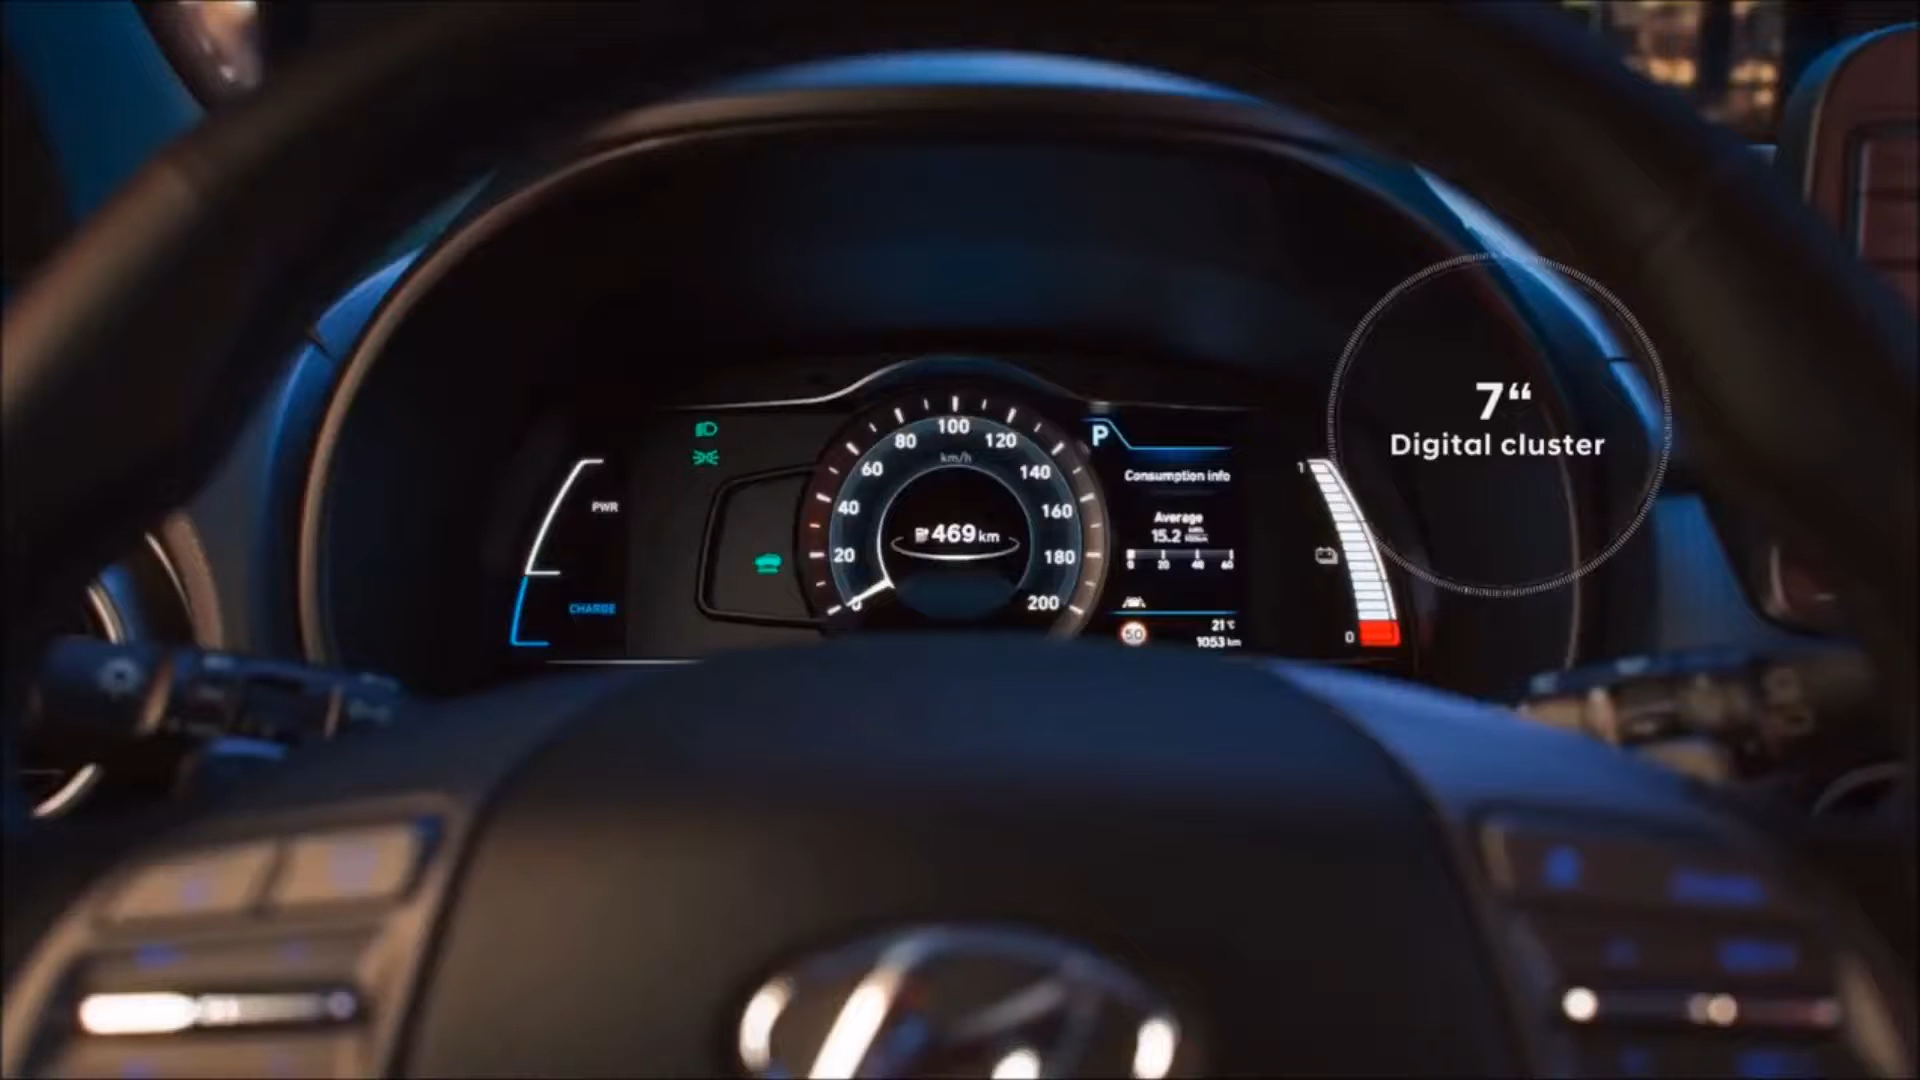 7“
Digital cluster
PWR
CHARGE
0
20
40
60
80
100
120
140
160
180
200
km/h
469 km
P
Consumption info
Average
15.2
0 20 40 60
50
21 °C
1053 km
1
0